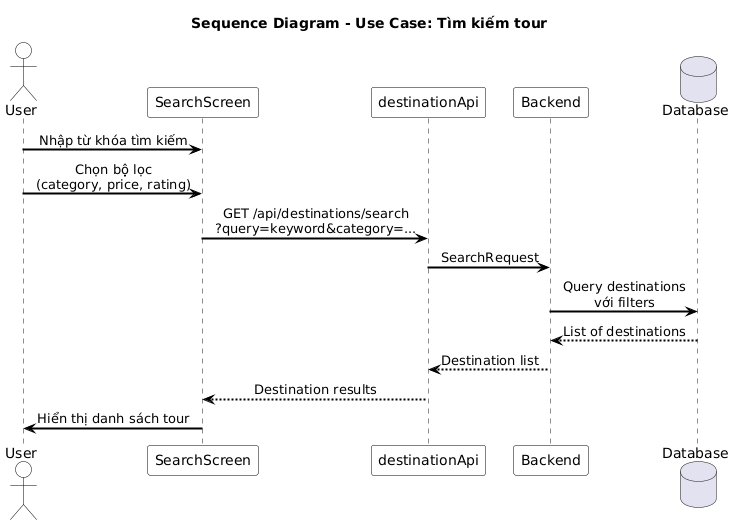 Sequence Diagram - Use Case: Tìm kiếm tour
User
SearchScreen
destinationApi
Backend
Database
Nhập từ khóa tìm kiếm
Chọn bộ lọc
(category, price, rating)
GET /api/destinations/search
?query=keyword&category=...
SearchRequest
Query destinations
với filters
List of destinations
Destination list
Destination results
Hiển thị danh sách tour
User
SearchScreen
destinationApi
Backend
Database